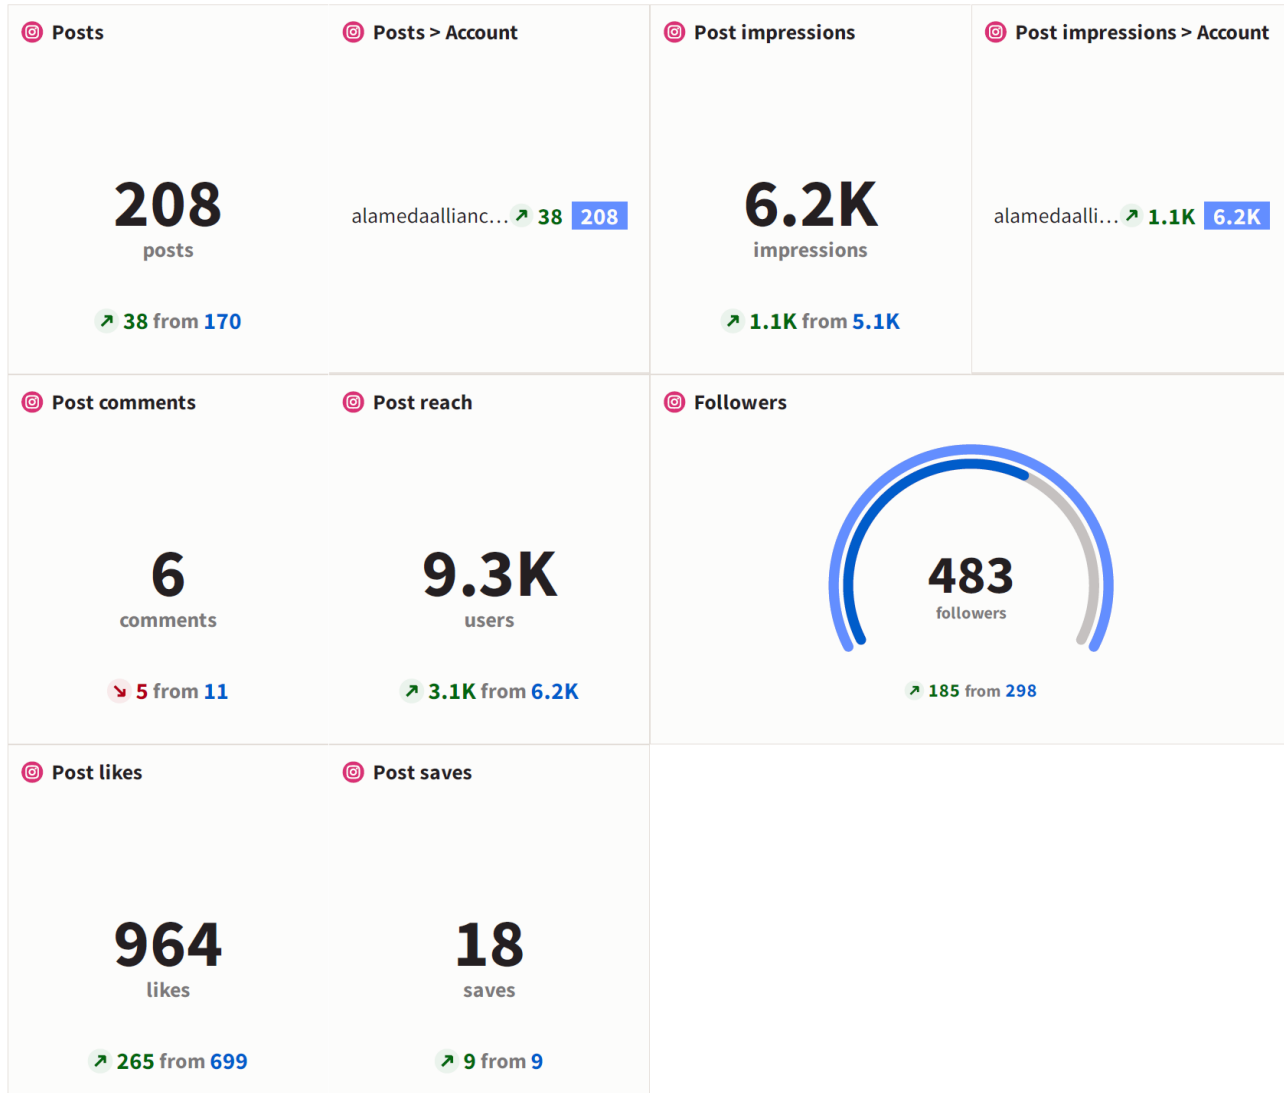 Posts
208
posts
38 from 170
Posts > Account
alamedaallianc... 38 208
Post impressions
6.2K
impressions
1.1K from 5.1K
Post impressions > Account
alamedaalli... 1.1K 6.2K
Post comments
6
comments
5 from 11
Post reach
9.3K
users
3.1K from 6.2K
Followers
483
followers
185 from 298
Post likes
964
likes
265 from 699
Post saves
18
saves
9 from 9